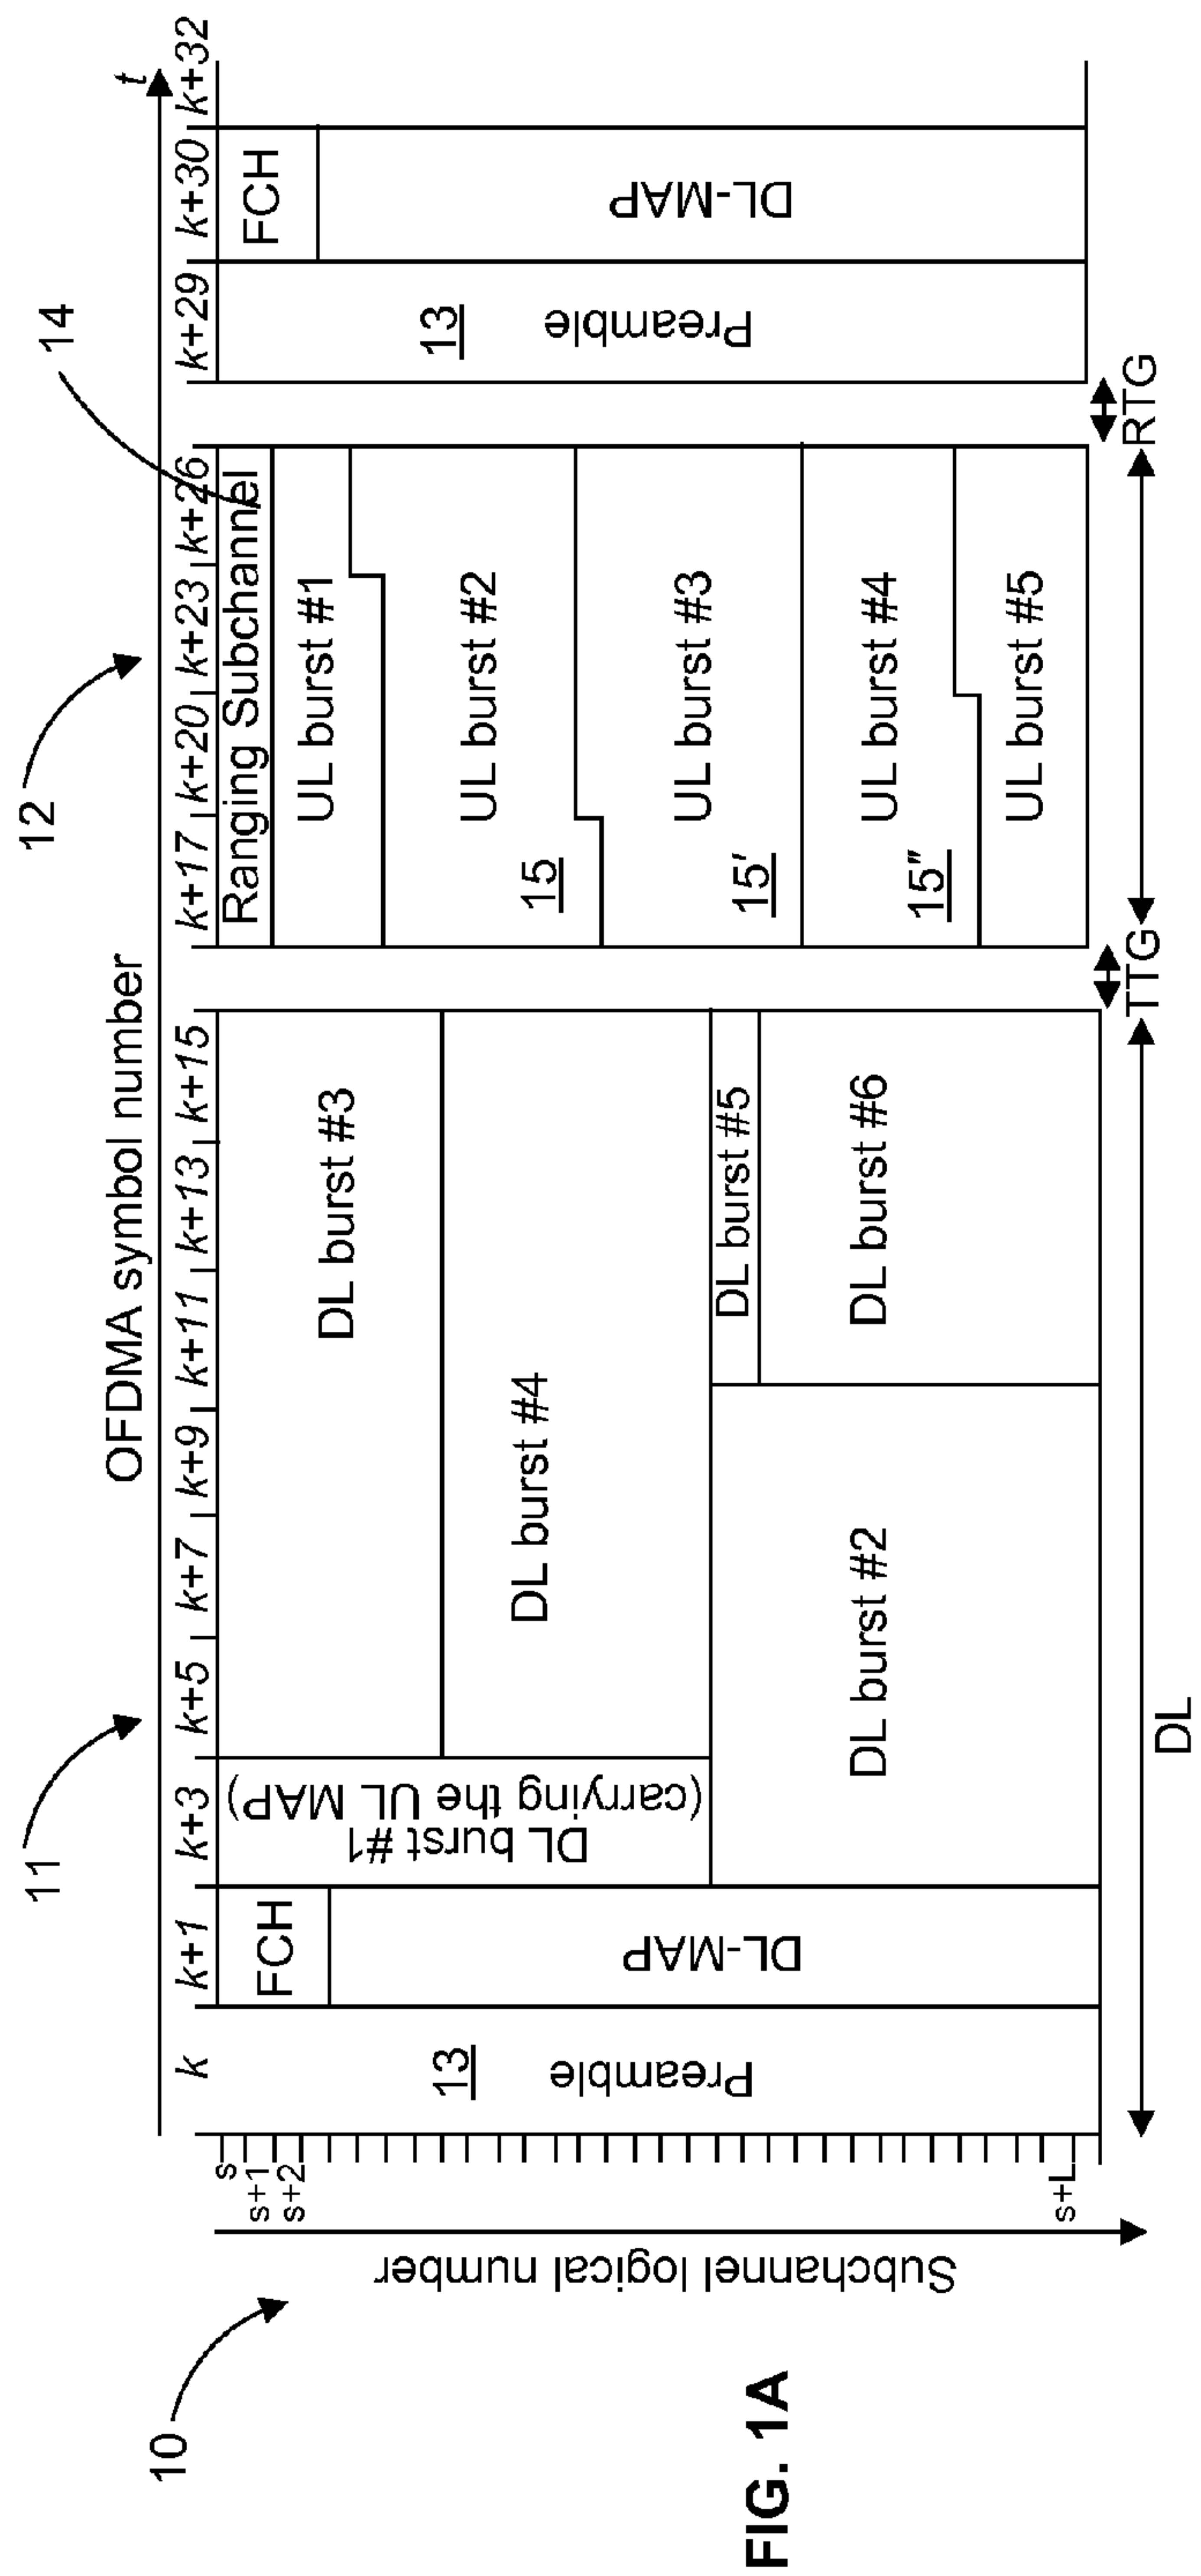 OFDMA symbol number
t
10
11
12
14
k
k+1
k+3
k+5
k+7
k+9
k+11
k+13
k+15
k+17
k+20
k+23
k+26
k+29
k+30
k+32
Subchannel logical number
s
s+1
s+2
s+L
Preamble
13
FCH
DL-MAP
DL burst #1
(carrying the UL MAP)
DL burst #2
DL burst #3
DL burst #4
DL burst #5
DL burst #6
Ranging Subchannel
UL burst #1
UL burst #2
15
UL burst #3
15'
UL burst #4
15"
UL burst #5
Preamble
13
FCH
DL-MAP
DL
TTG
RTG
FIG. 1A